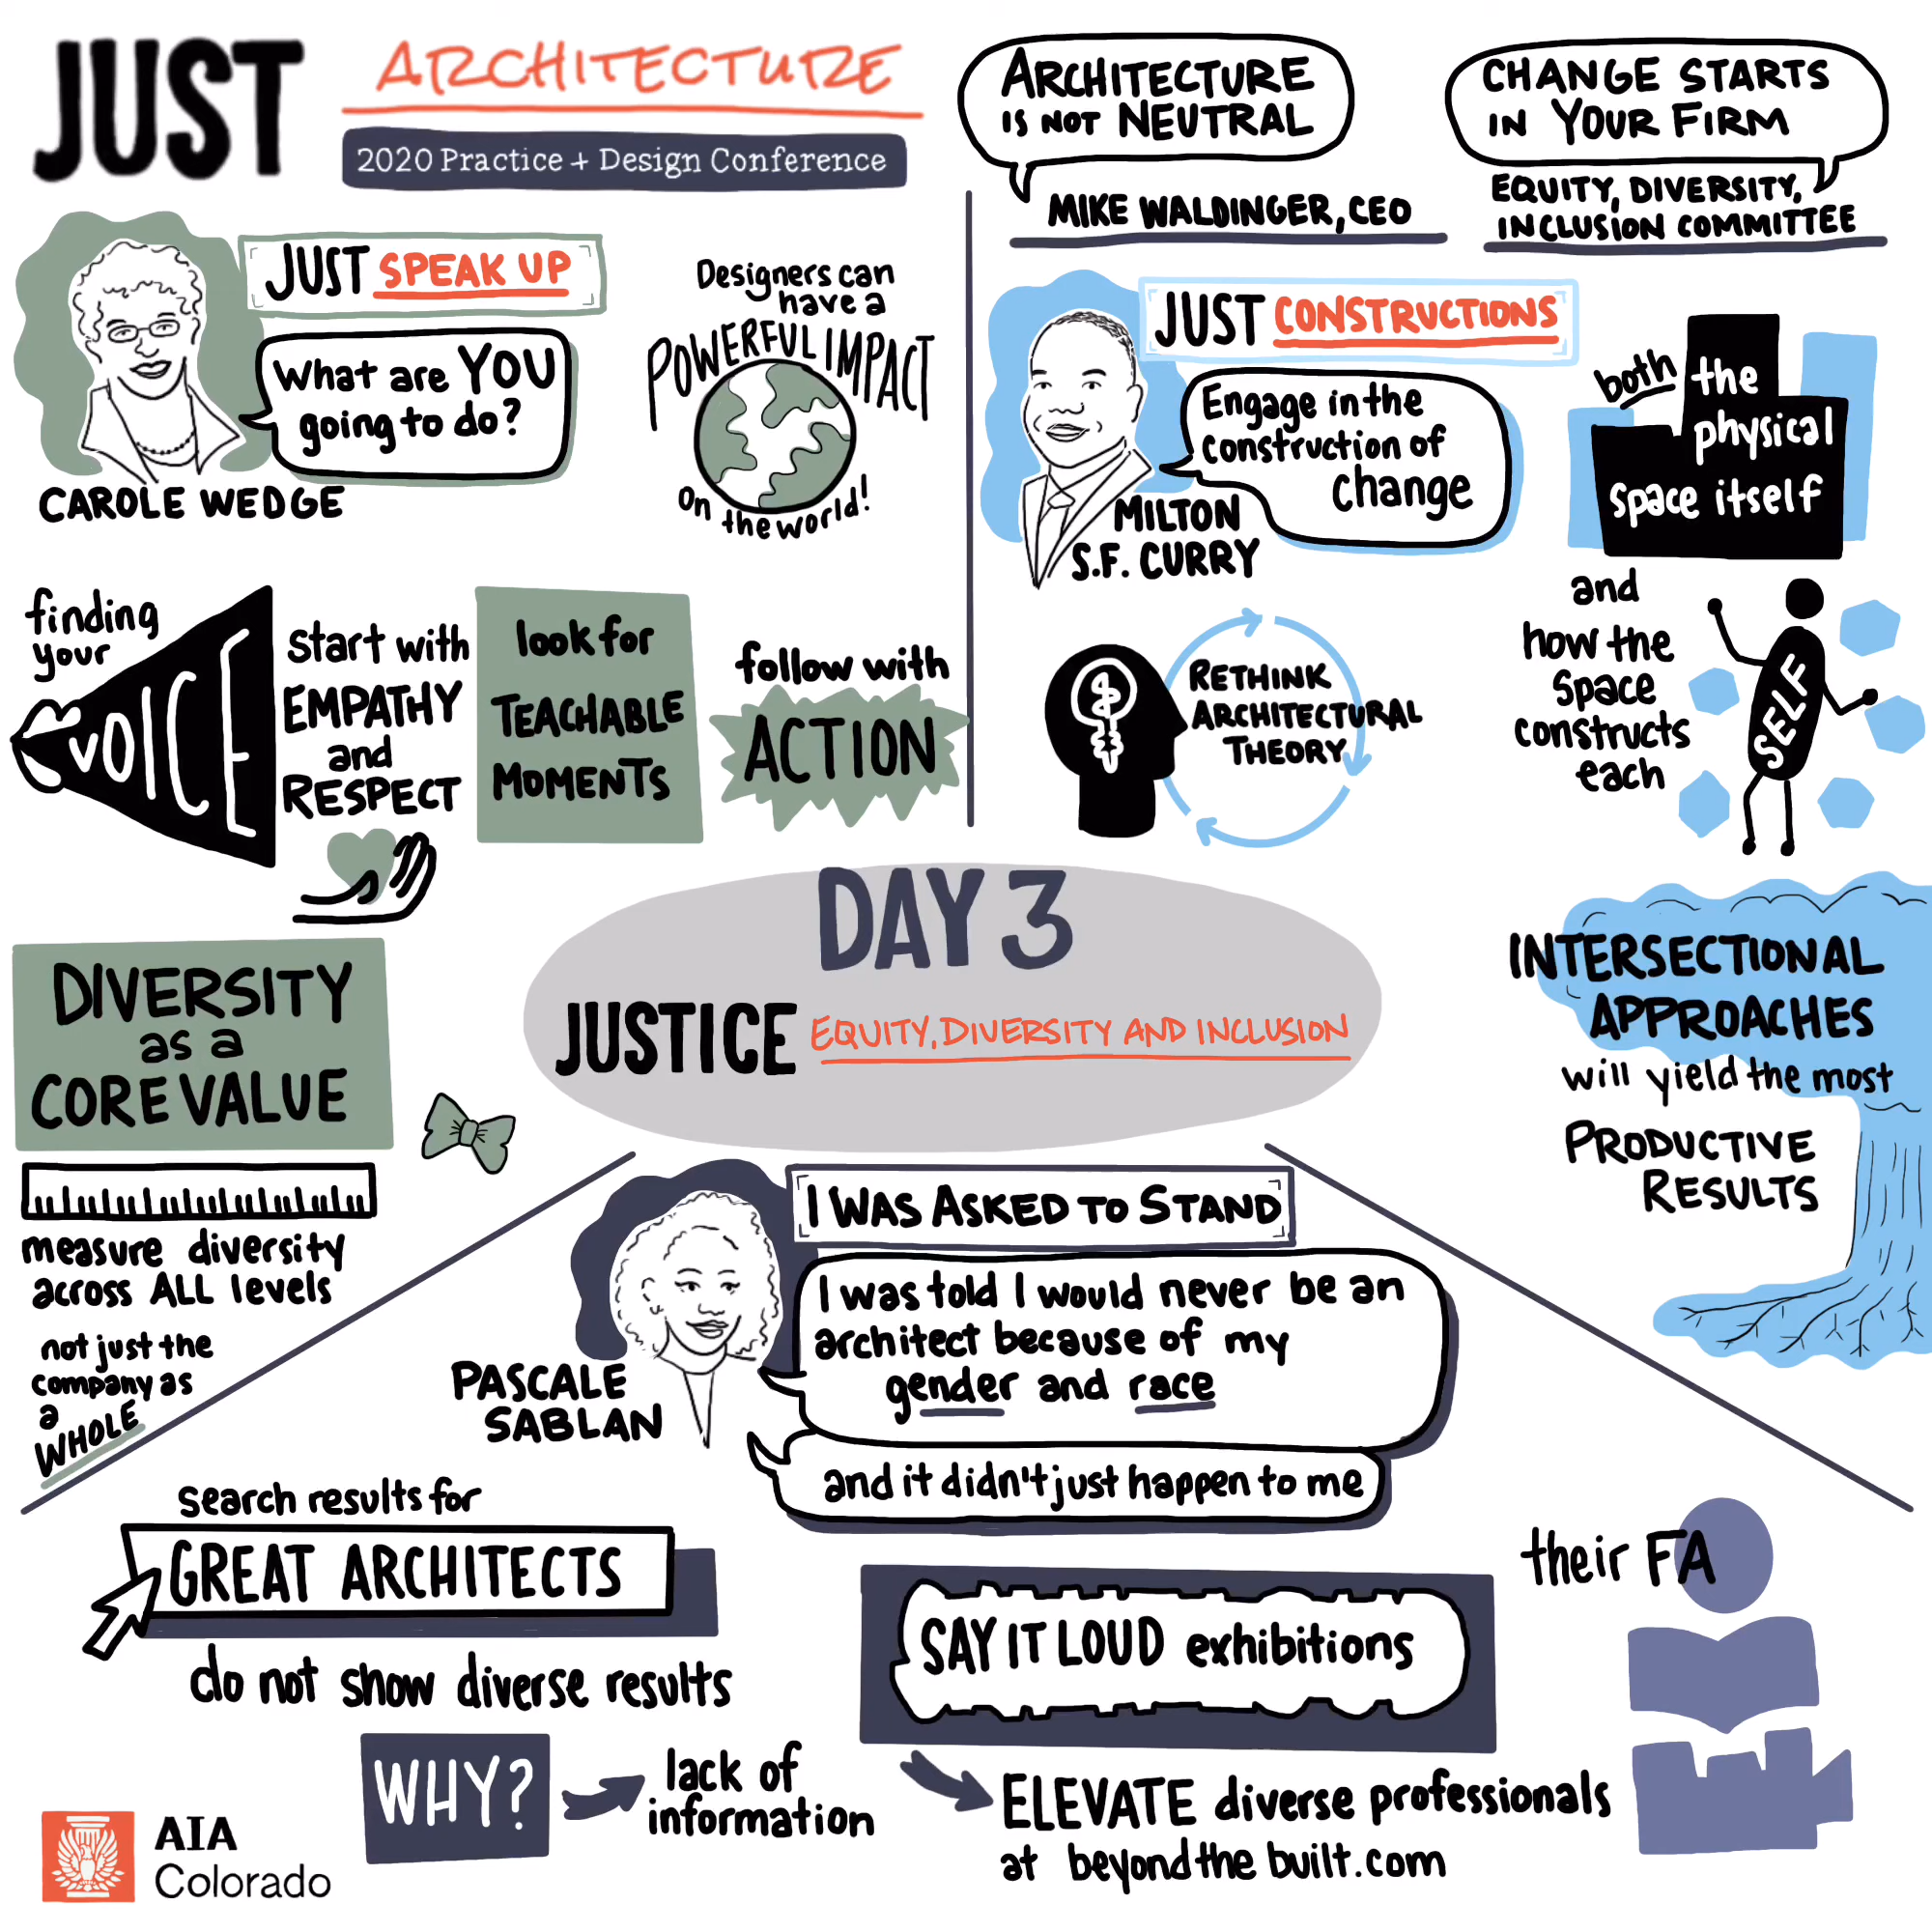 JUST
ARCHITECTURE
2020 Practice + Design Conference
ARCHITECTURE
IS NOT NEUTRAL
MIKE WALDINGER, CEO
CHANGE STARTS
IN YOUR FIRM
EQUITY, DIVERSITY,
INCLUSION COMMITTEE
JUST SPEAK UP
What are YOU
going to do?
CAROLE WEDGE
Designers can
have a
POWERFUL IMPACT
on the world!
finding
your
VOICE
start with
EMPATHY
and
RESPECT
look for
TEACHABLE
MOMENTS
follow with
ACTION
DIVERSITY
as a
CORE VALUE
measure diversity
across ALL levels
not just the
company as
a
WHOLE
JUST CONSTRUCTIONS
Engage in the
construction of
change
MILTON
S.F. CURRY
both the
physical
space itself
and
how the
space
constructs
each
SELF
RETHINK
ARCHITECTURAL
THEORY
INTERSECTIONAL
APPROACHES
will yield the most
PRODUCTIVE
RESULTS
DAY 3
JUSTICE EQUITY, DIVERSITY AND INCLUSION
I WAS ASKED TO STAND
I was told I would never be an
architect because of my
gender and race
and it didn't just happen to me
PASCALE
SABLAN
search results for
GREAT ARCHITECTS
do not show diverse results
WHY?
lack of
information
SAY IT LOUD exhibitions
ELEVATE diverse professionals
at beyond the built.com
their FA
AIA
Colorado